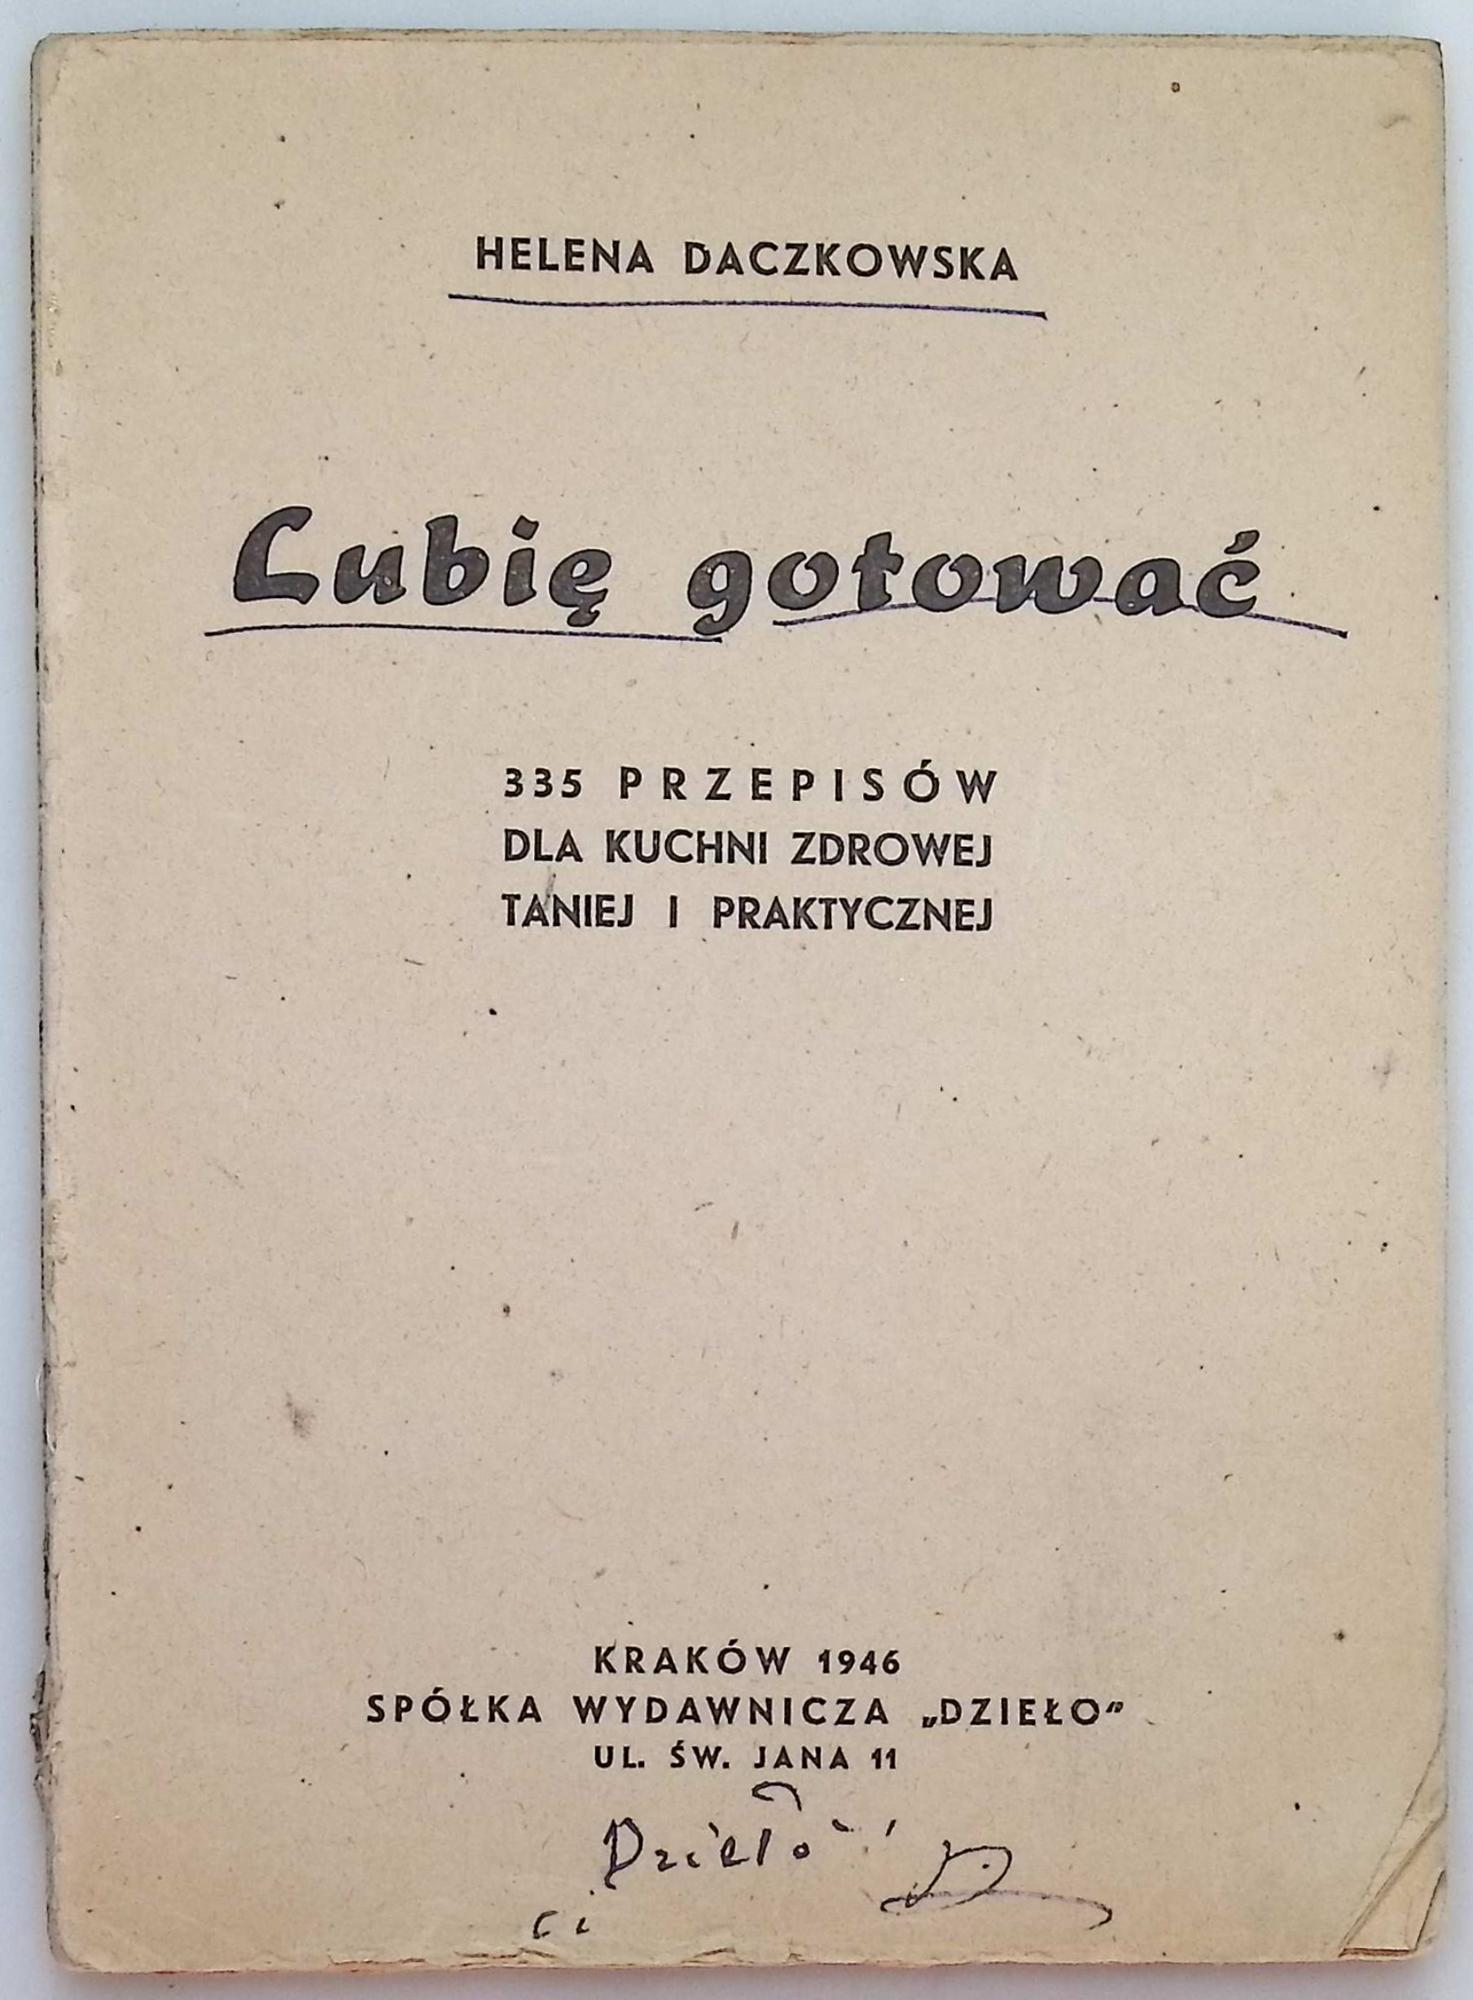 HELENA DACZKOWSKA
Lubię gotować
335 PRZEPISÓW
DLA KUCHNI ZDROWEJ
TANIEJ I PRAKTYCZNEJ
KRAKÓW 1946
SPÓŁKA WYDAWNICZA „DZIEŁO”
UL. ŚW. JANA 11
Dzieło